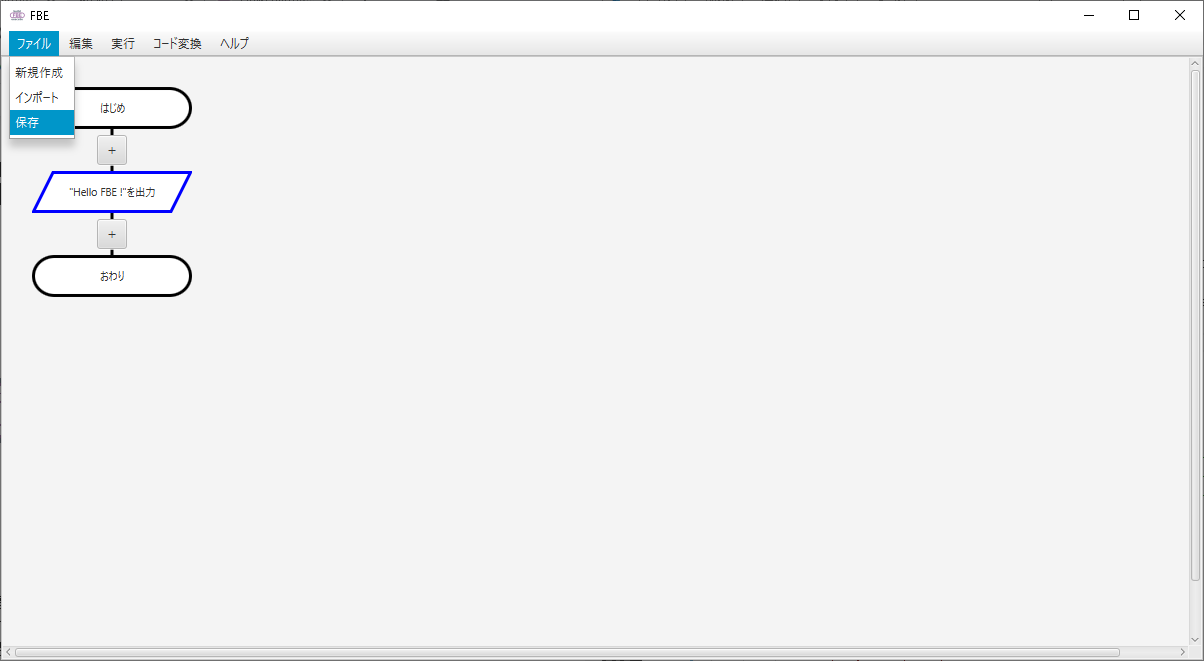 FBE
ファイル 編集 実行 コード変換 ヘルプ
新規作成
インポート
保存
はじめ
+
"Hello FBE !"を出力
+
おわり